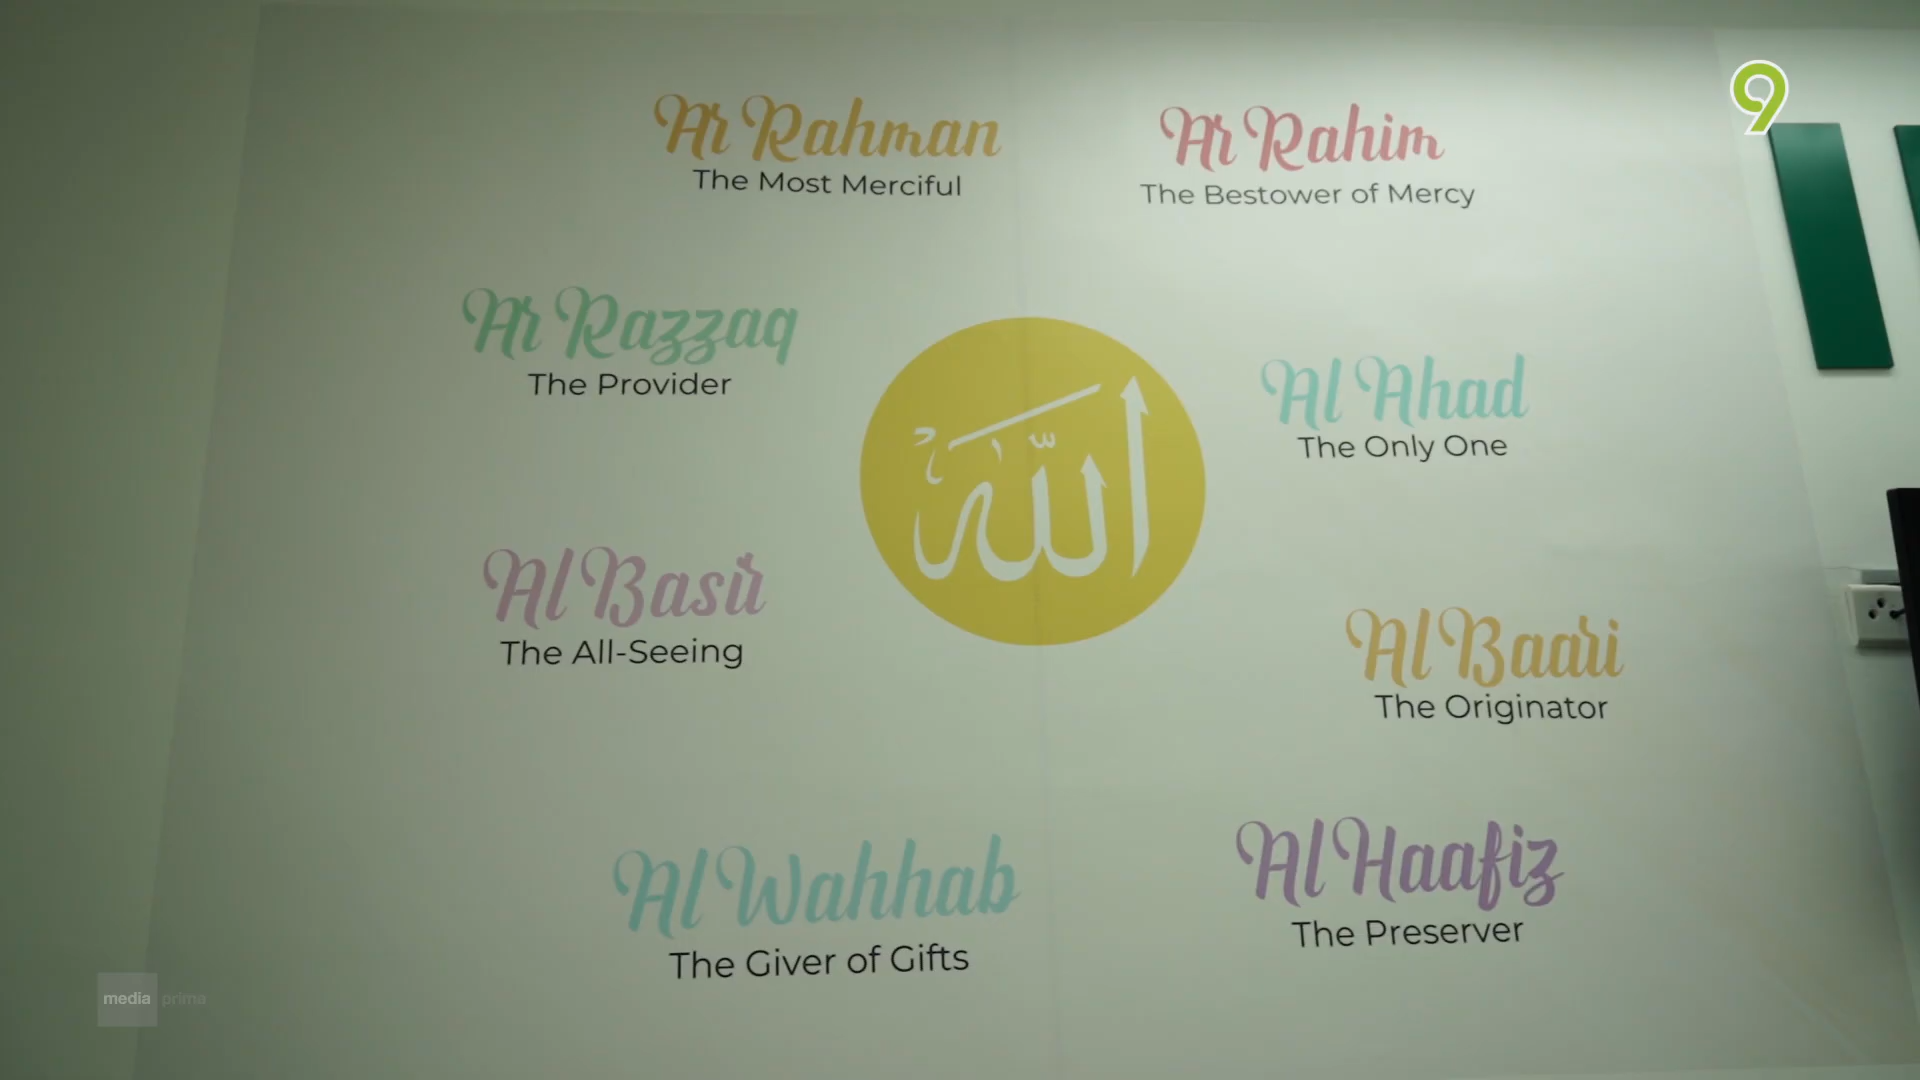 9
Ar Rahman
The Most Merciful
Ar Rahim
The Bestower of Mercy
Ar Razzaq
The Provider
Al Ahad
The Only One
اللّٰهُ
Al Basir
The All-Seeing
Al Baari
The Originator
Al Wahhab
The Giver of Gifts
Al Haafiz
The Preserver
media prima